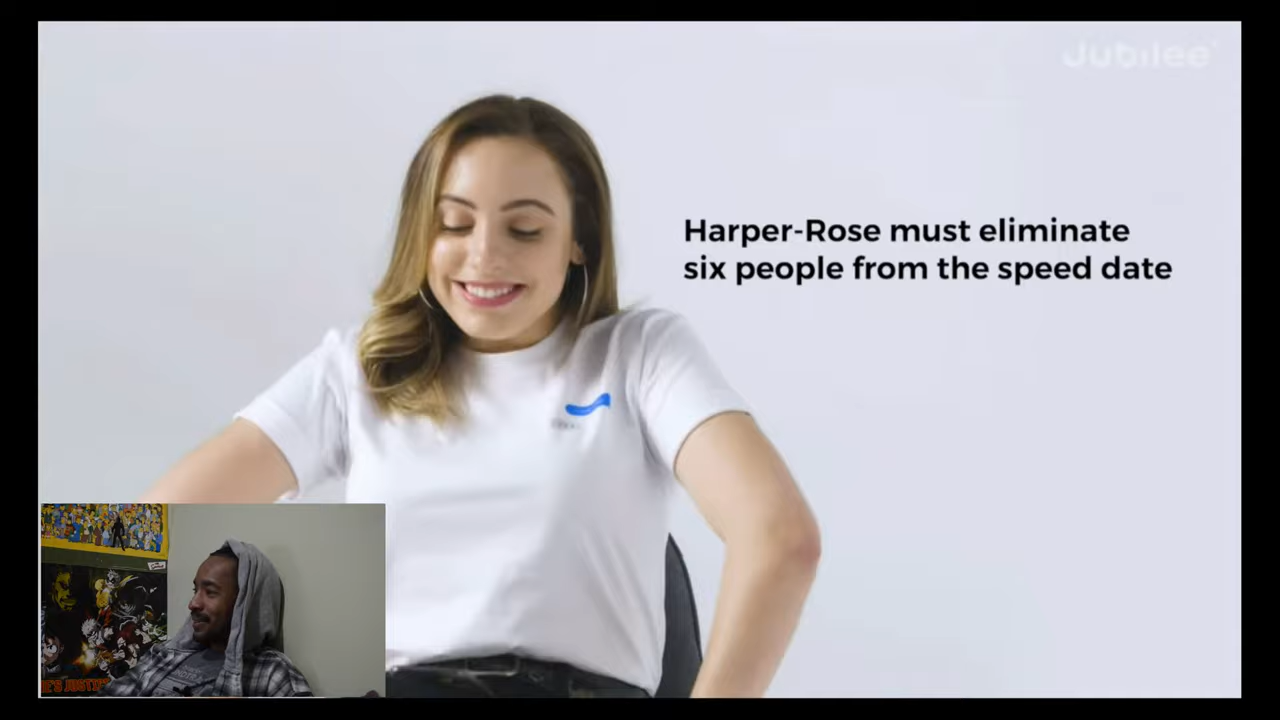 Jubilee
Harper-Rose must eliminate
six people from the speed date